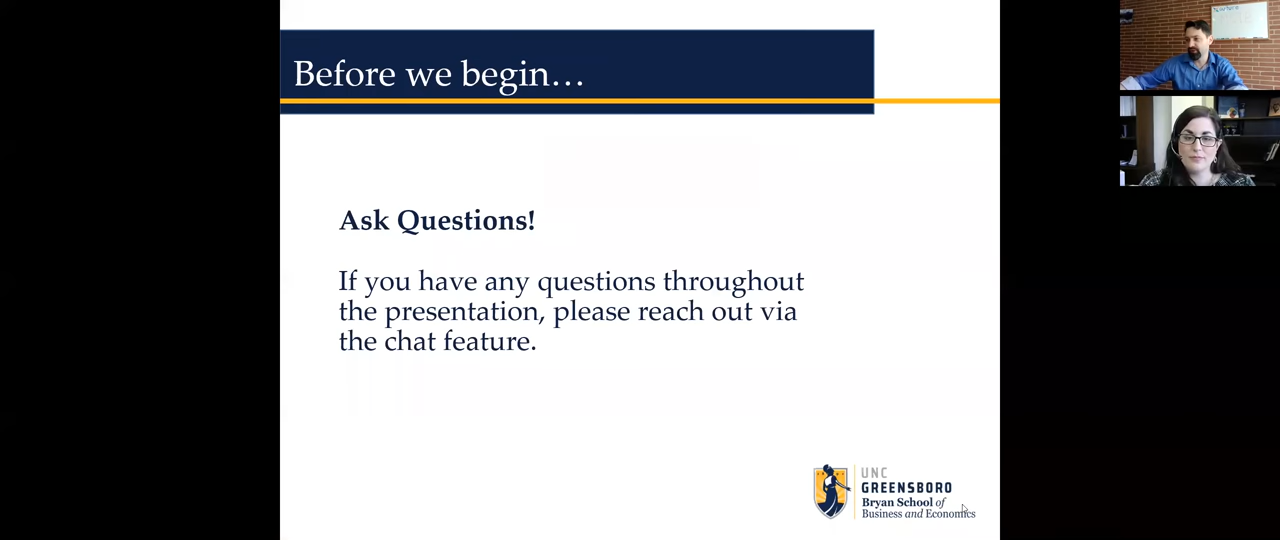 Before we begin…
Ask Questions!
If you have any questions throughout
the presentation, please reach out via
the chat feature.
UNC
GREENSBORO
Bryan School of
Business and Economics